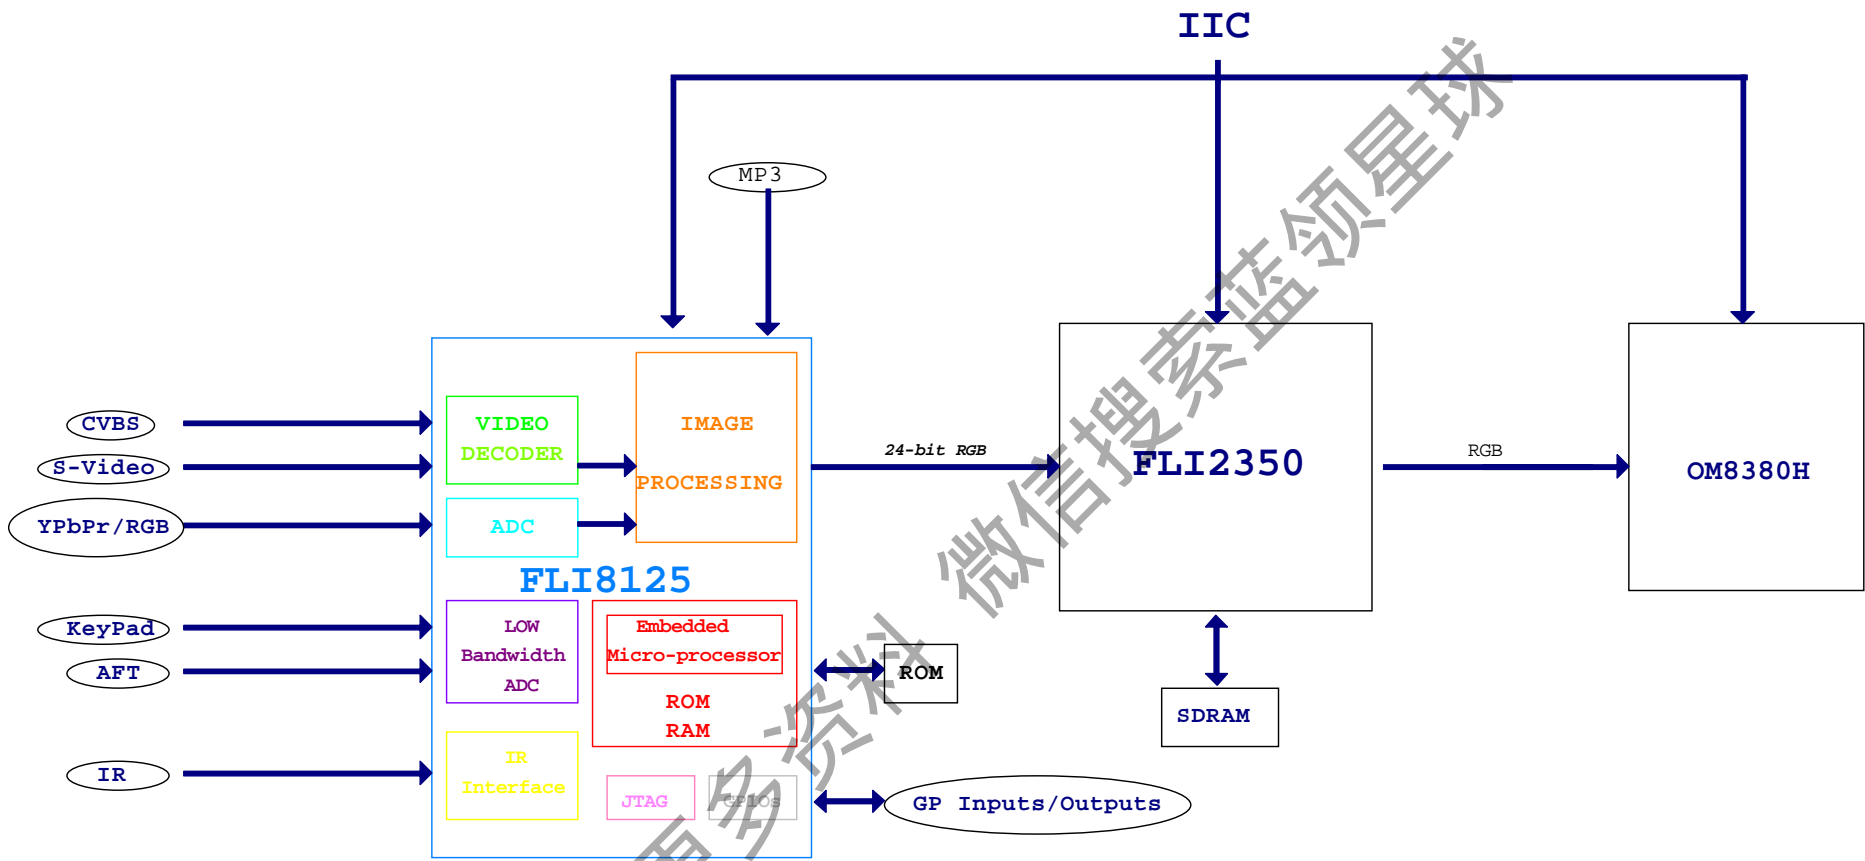 IIC
MP3
CVBS
S-Video
YPbPr/RGB
KeyPad
AFT
IR
VIDEO
DECODER
ADC
IMAGE
PROCESSING
FLI8125
LOW
Bandwidth
ADC
Embedded
Micro-processor
ROM
RAM
IR
Interface
JTAG
GPIOs
24-bit RGB
FLI2350
RGB
OM8380H
ROM
SDRAM
GP Inputs/Outputs
更多资料 微信搜索蓝领星球